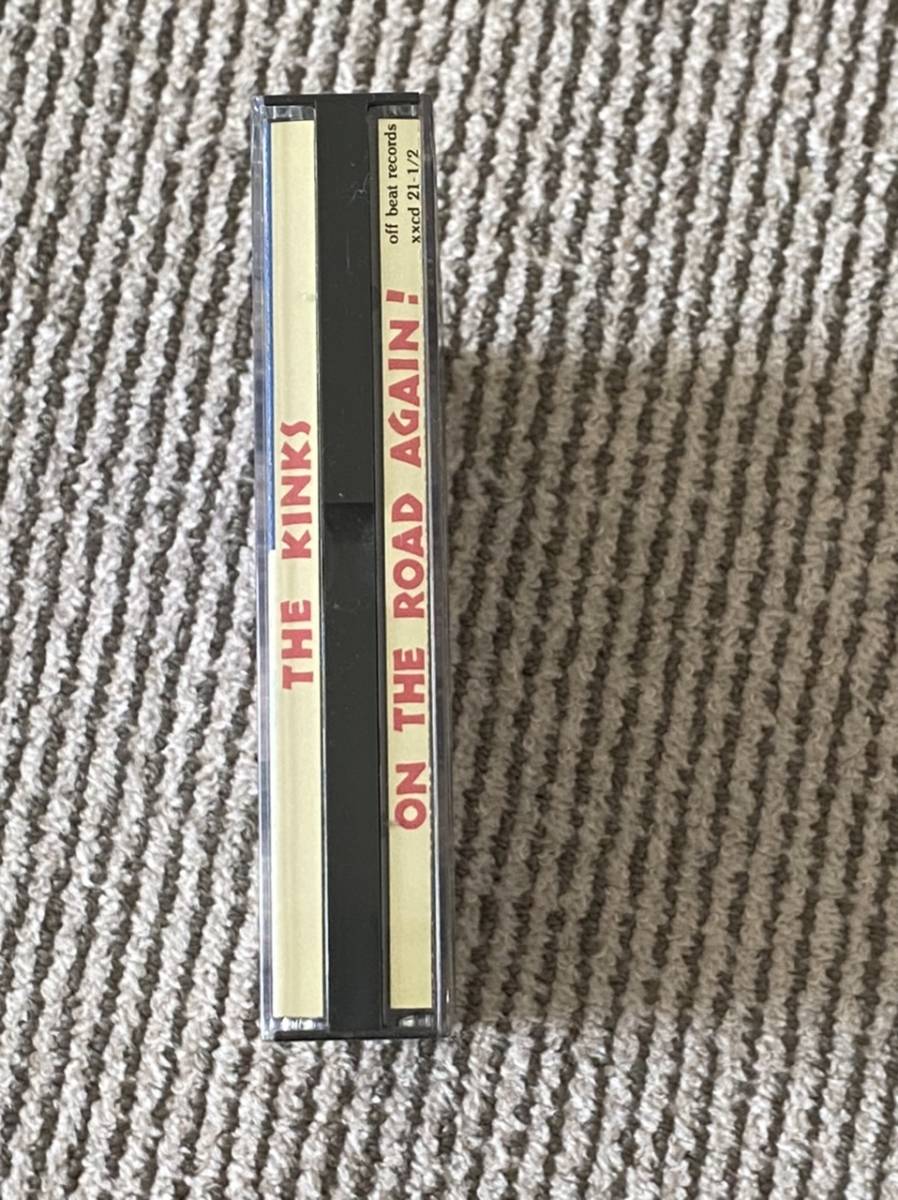 THE KINKS
ON THE ROAD AGAIN!
off beat records
xxcd 21-1/2